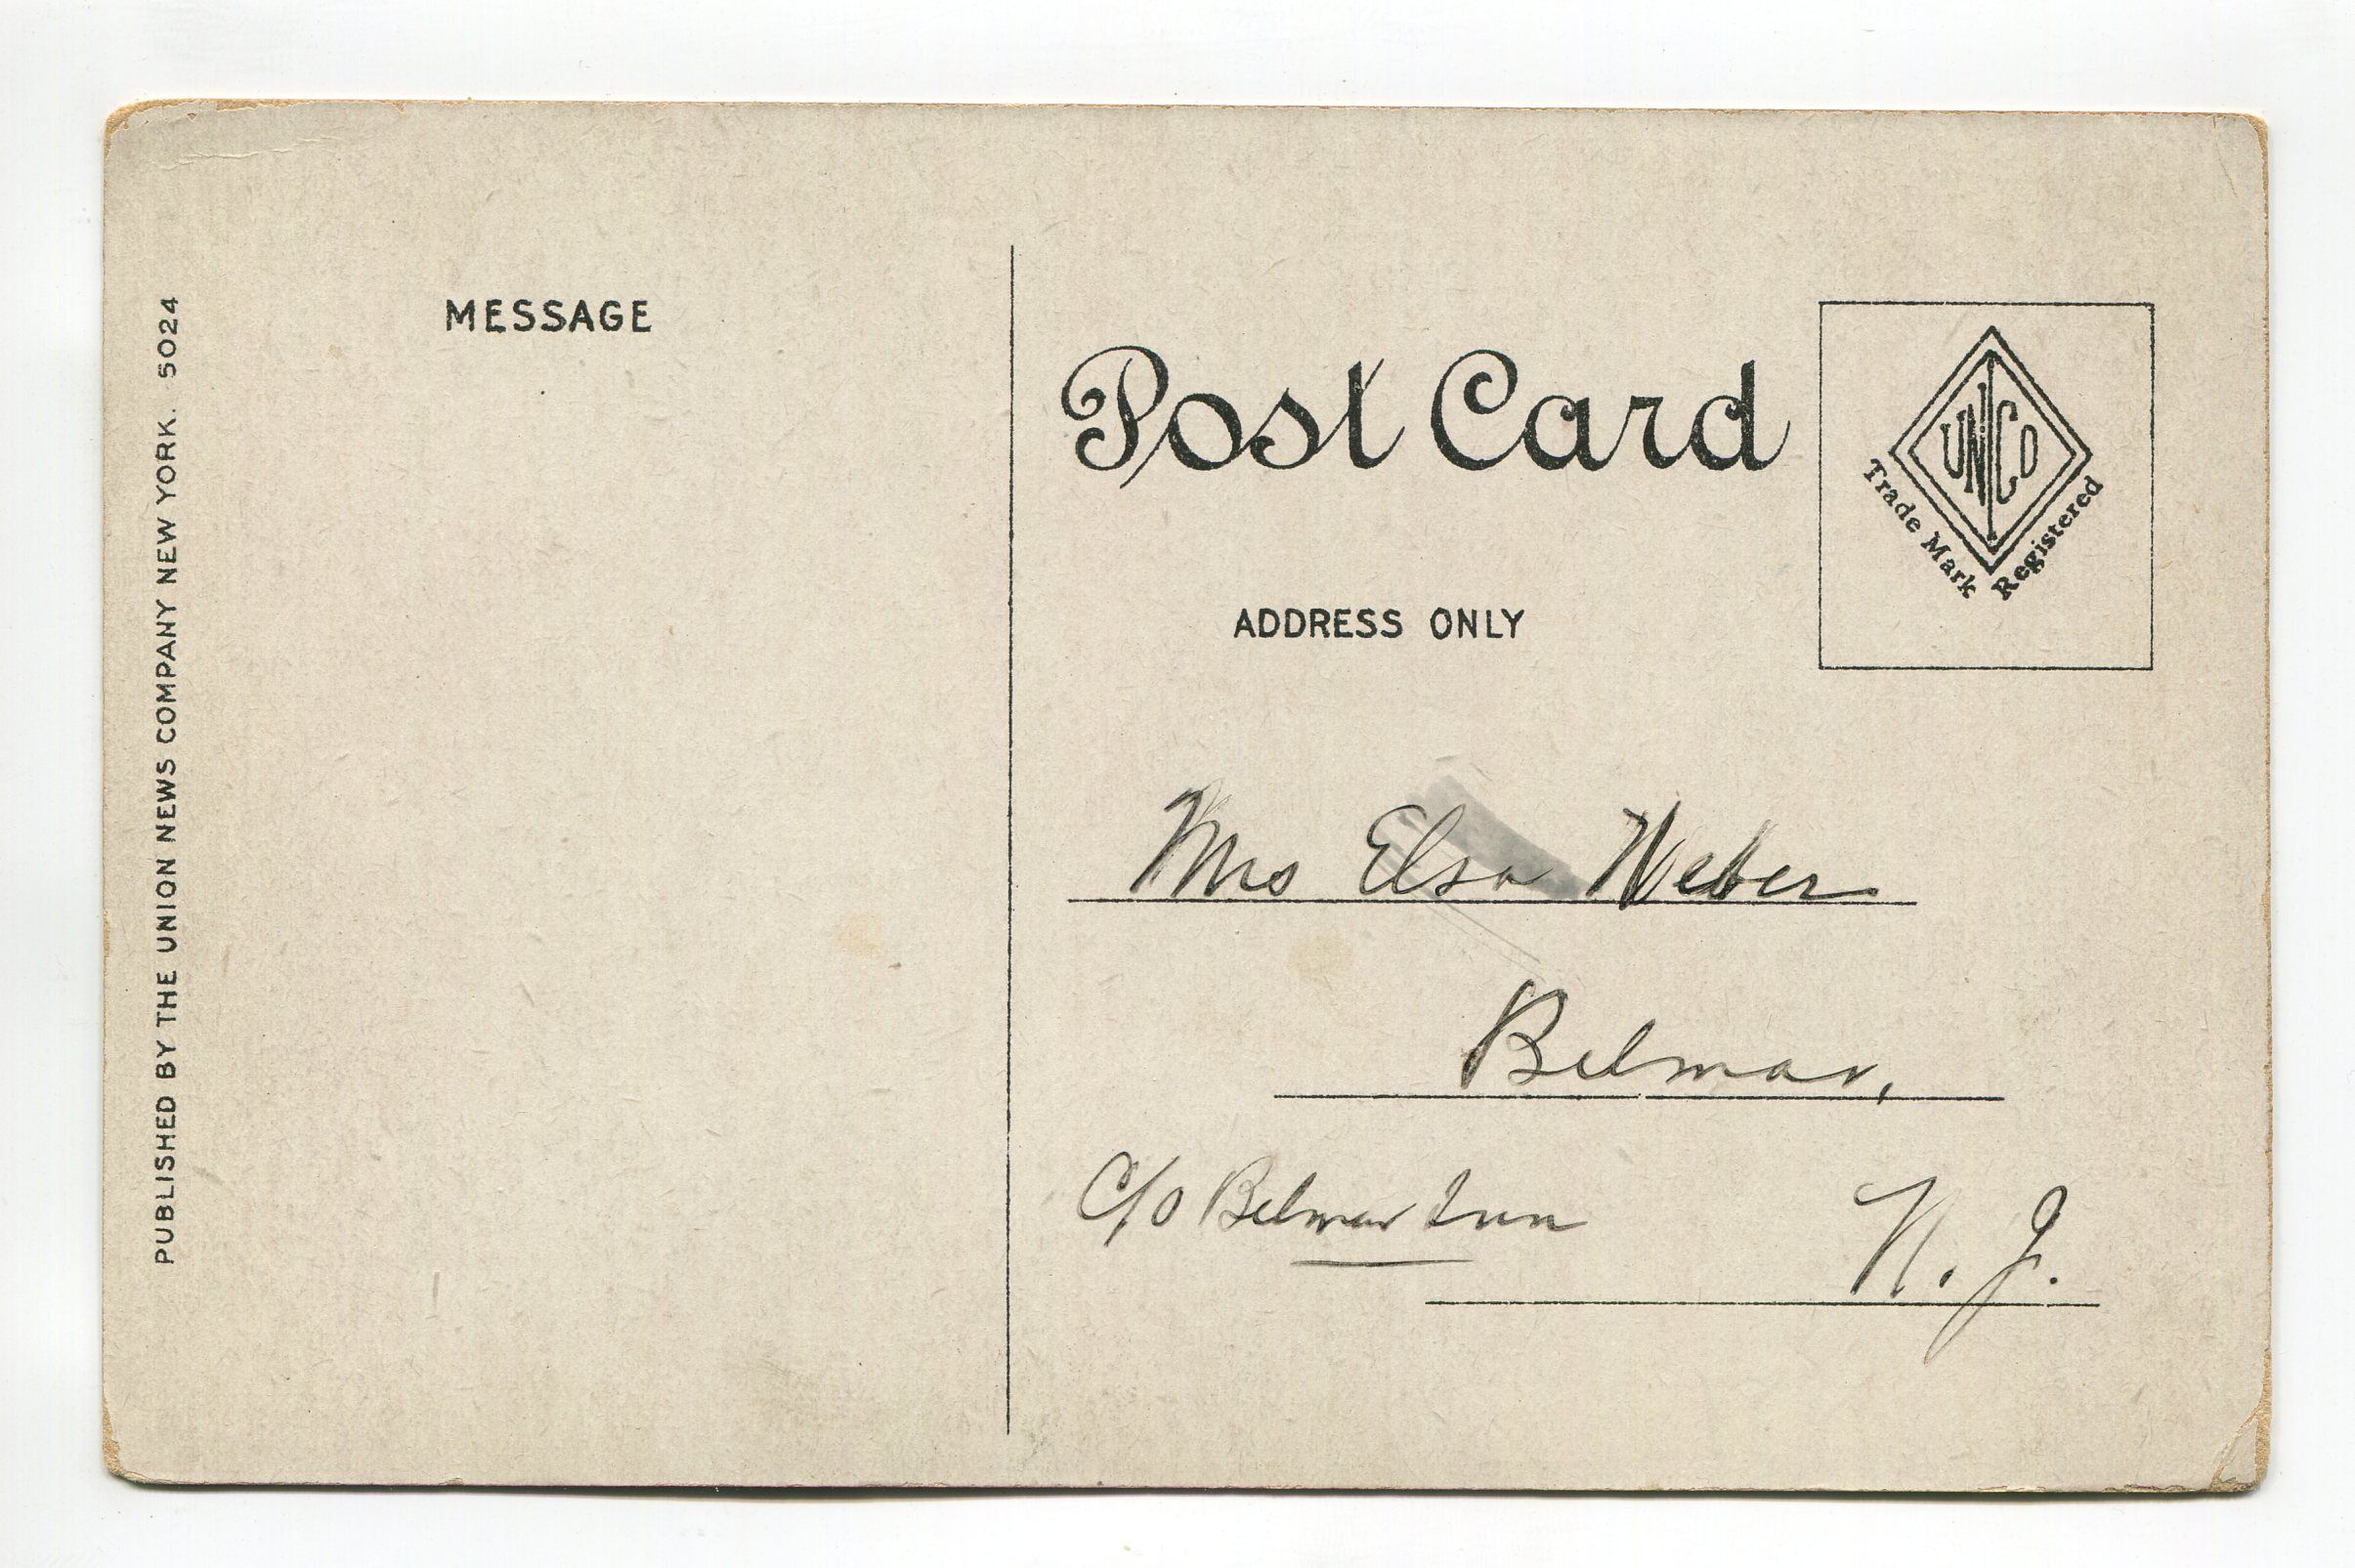 PUBLISHED BY THE UNION NEWS COMPANY NEW YORK. 5024
MESSAGE
Post Card
UNCO
Trade Mark Registered
ADDRESS ONLY
Mrs Elsa Weber
Belmar,
C/o Belmar Inn
N. J.